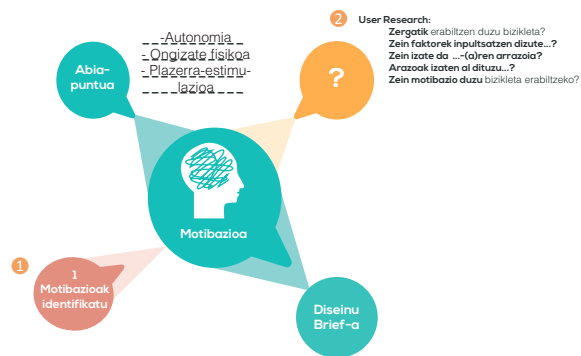 2
User Research:
Zergatik erabiltzen duzu bizikleta?
Zein faktorek inpultsatzen dizute...?
Zein izate da ...-(a)ren arrazoia?
Arazoak izaten al dituzu...?
Zein motibazio duzu bizikleta erabiltzeko?
-Autonomia
- Ongizate fisikoa
- Plazerra-estimu-
lazioa
Abia-
puntua
?
Motibazioa
1
1
Motibazioak
identifikatu
Diseinu
Brief-a